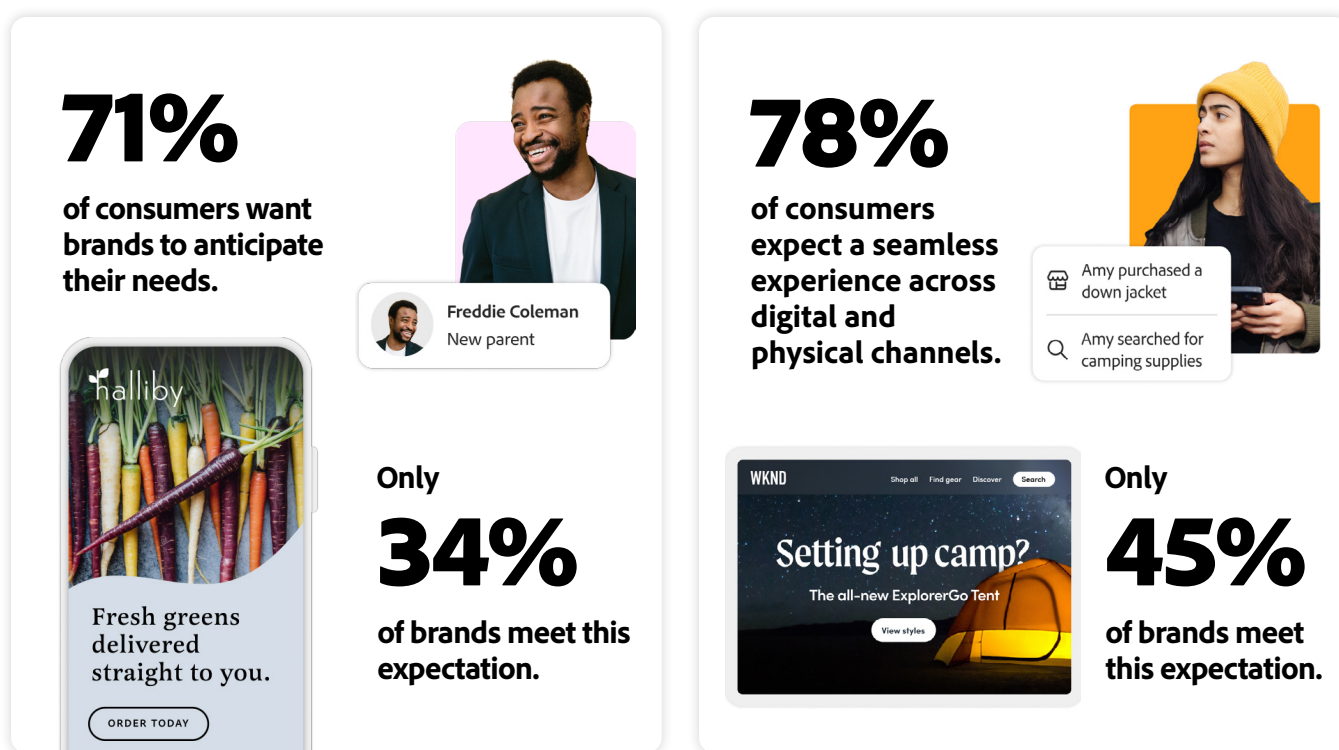 71%
of consumers want
brands to anticipate
their needs.
Freddie Coleman
New parent
halliby
Fresh greens
delivered
straight to you.
ORDER TODAY
Only
34%
of brands meet this
expectation.
78%
of consumers
expect a seamless
experience across
digital and
physical channels.
Amy purchased a
down jacket
Amy searched for
camping supplies
WKND
Shop all Find gear Discover Search
Setting up camp?
The all-new ExplorerGo Tent
View styles
Only
45%
of brands meet
this expectation.